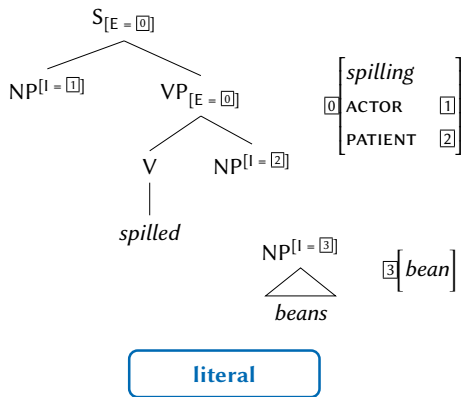 S[E = 0]
NP[I = 1] VP[E = 0]
V NP[I = 2]
spilled
0 spilling
ACTOR 1
PATIENT 2
NP[I = 3]
beans
3 bean
literal